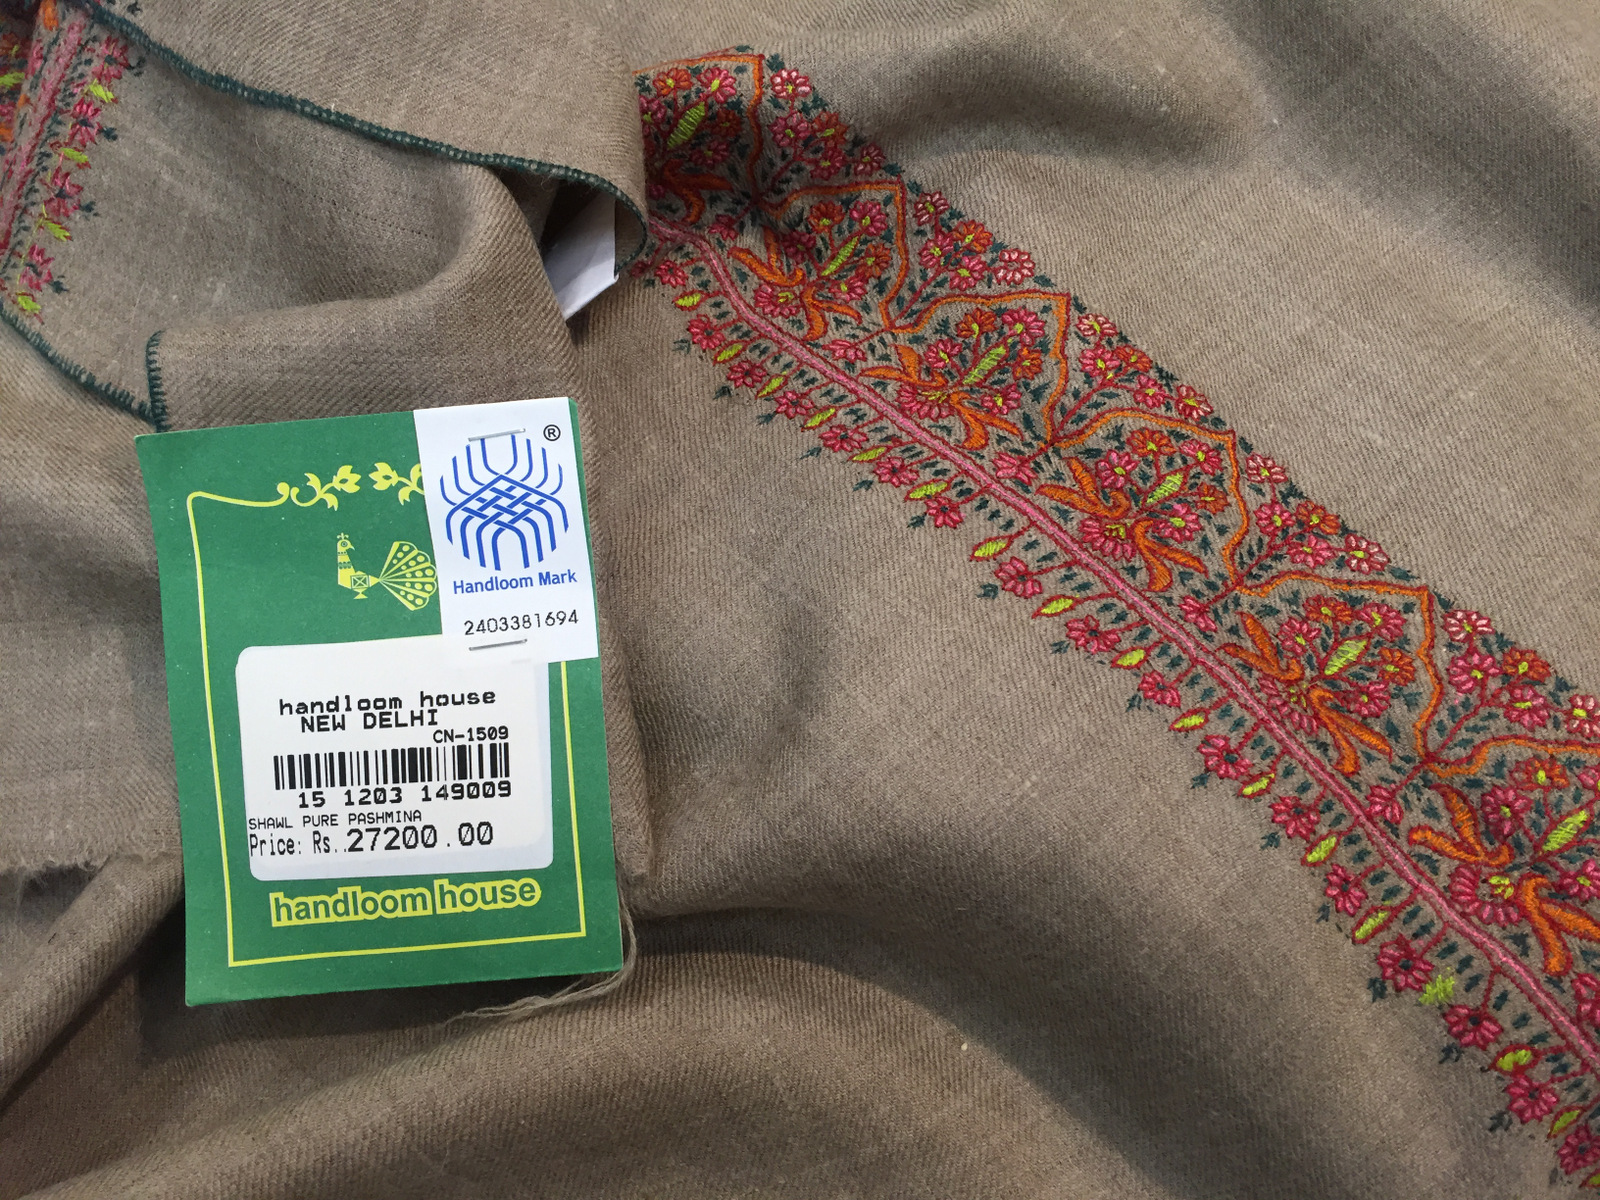 ®
Handloom Mark
2403381694
handloom house
NEW DELHI
CN-1509
15 1203 149009
SHAWL PURE PASHMINA
Price: Rs..27200.00
handloom house